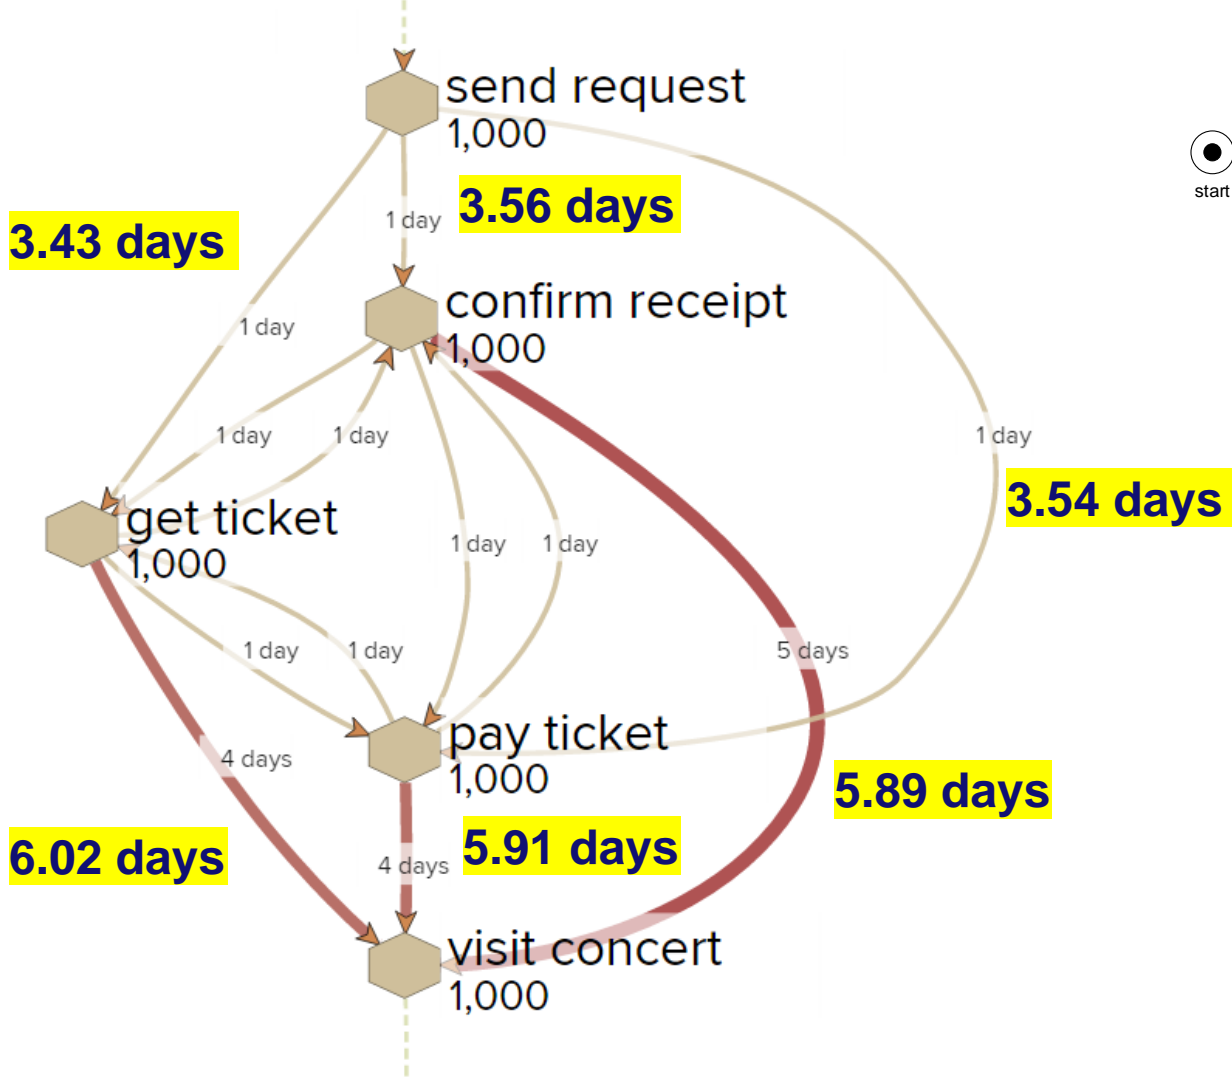 send request
1,000
start
3.56 days
1 day
3.43 days
confirm receipt
1,000
1 day
1 day
1 day
1 day
3.54 days
get ticket
1,000
1 day
1 day
1 day
1 day
5 days
pay ticket
1,000
4 days
5.89 days
6.02 days
4 days
5.91 days
visit concert
1,000